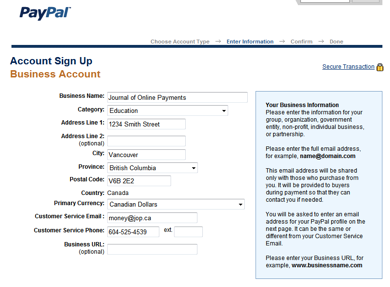 PayPal
Choose Account Type → Enter Information → Confirm → Done
Account Sign Up
Business Account
Secure Transaction
Business Name: Journal of Online Payments
Category: Education
Address Line 1: 1234 Smith Street
Address Line 2:
(optional)
City: Vancouver
Province: British Columbia
Postal Code: V6B 2E2
Country: Canada
Primary Currency: Canadian Dollars
Customer Service Email: money@jop.ca
Customer Service Phone: 604-525-4539 ext.
Business URL:
(optional)
Your Business Information
Please enter the information for your
group, organization, government
entity, non-profit, individual business,
or partnership.
Please enter the full email address,
for example, name@domain.com
This email address will be shared
only with those who purchase from
you. It will be provided to buyers
during payment so that they can
contact you if needed.
You will be asked to enter an email
address for your PayPal profile on the
next page. It can be the same or
different from your Customer Service
Email.
Please enter your Business URL, for
example, www.businessname.com